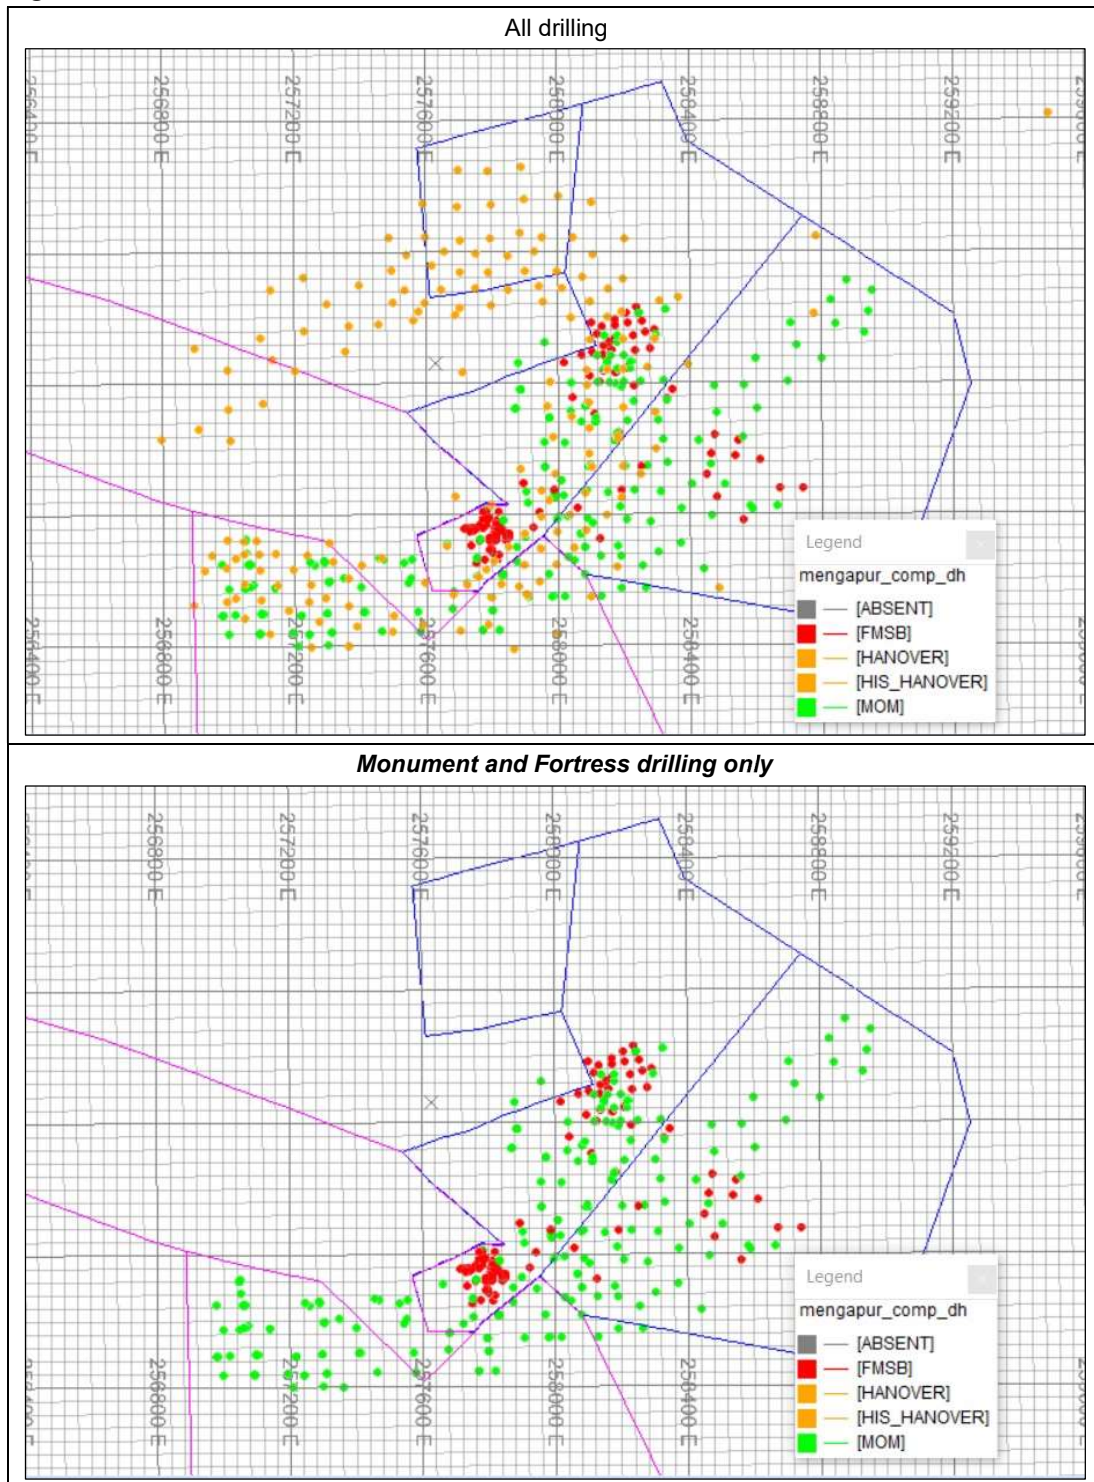 All drilling
256400 E
256800 E
257200 E
257600 E
258000 E
258400 E
258800 E
259200 E
256800 E
257200 E
257600 E
258000 E
258400 E
Legend
mengapur_comp_dh
[ABSENT]
[FMSB]
[HANOVER]
[HIS_HANOVER]
[MOM]
Monument and Fortress drilling only
256800 E
257200 E
257600 E
258000 E
258400 E
258800 E
259200 E
256800 E
257200 E
257600 E
258000 E
258400 E
Legend
mengapur_comp_dh
[ABSENT]
[FMSB]
[HANOVER]
[HIS_HANOVER]
[MOM]